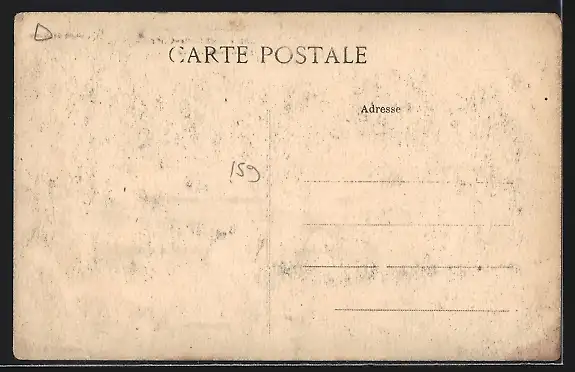 D
CARTE POSTALE
Adresse
159